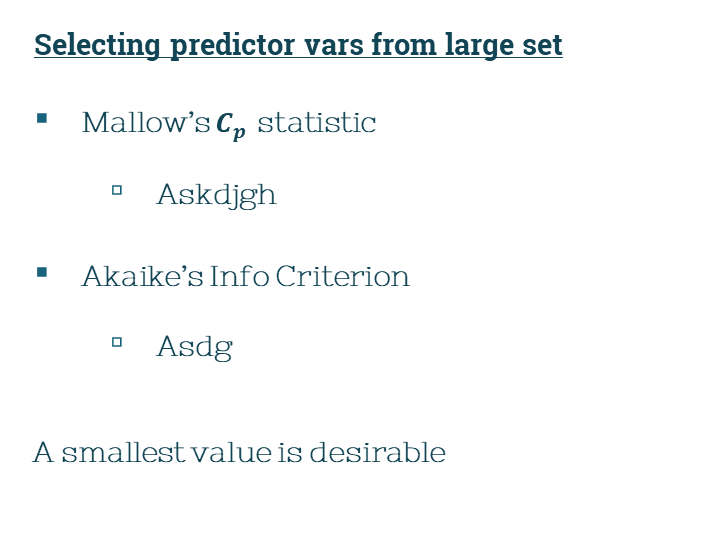 Selecting predictor vars from large set
▪ Mallow’s Cₚ statistic
▫ Askdjgh
▪ Akaike’s Info Criterion
▫ Asdg
A smallest value is desirable